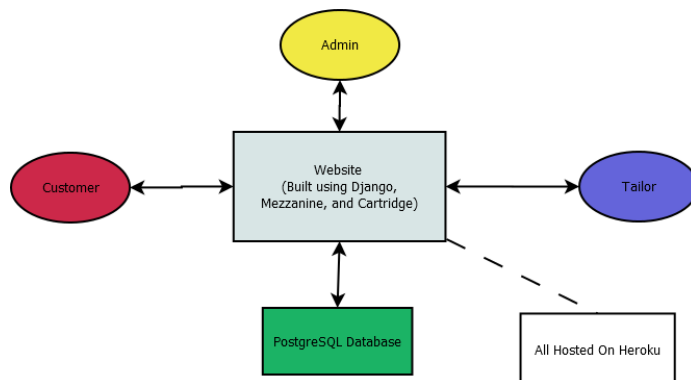 Admin
Website
(Built using Django,
Mezzanine, and Cartridge)
Customer
Tailor
PostgreSQL Database
All Hosted On Heroku